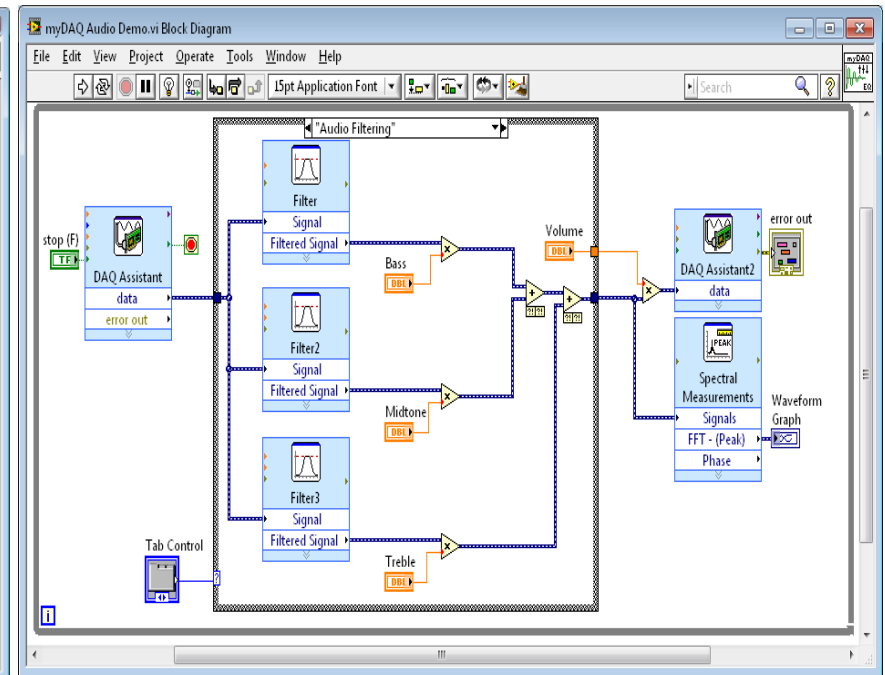 myDAQ Audio Demo.vi Block Diagram
File Edit View Project Operate Tools Window Help
15pt Application Font
Search
?
myDAQ
EQ
"Audio Filtering"
Filter
Signal
Filtered Signal
stop (F)
TF
DAQ Assistant
data
error out
Bass
DBL
Volume
DBL
x
+
+
x
DAQ Assistant2
data
error out
Filter2
Signal
Filtered Signal
Midtone
DBL
x
PEAK
Spectral
Measurements
Signals
FFT - (Peak)
Phase
Waveform
Graph
Filter3
Signal
Filtered Signal
Treble
DBL
x
Tab Control
?
i